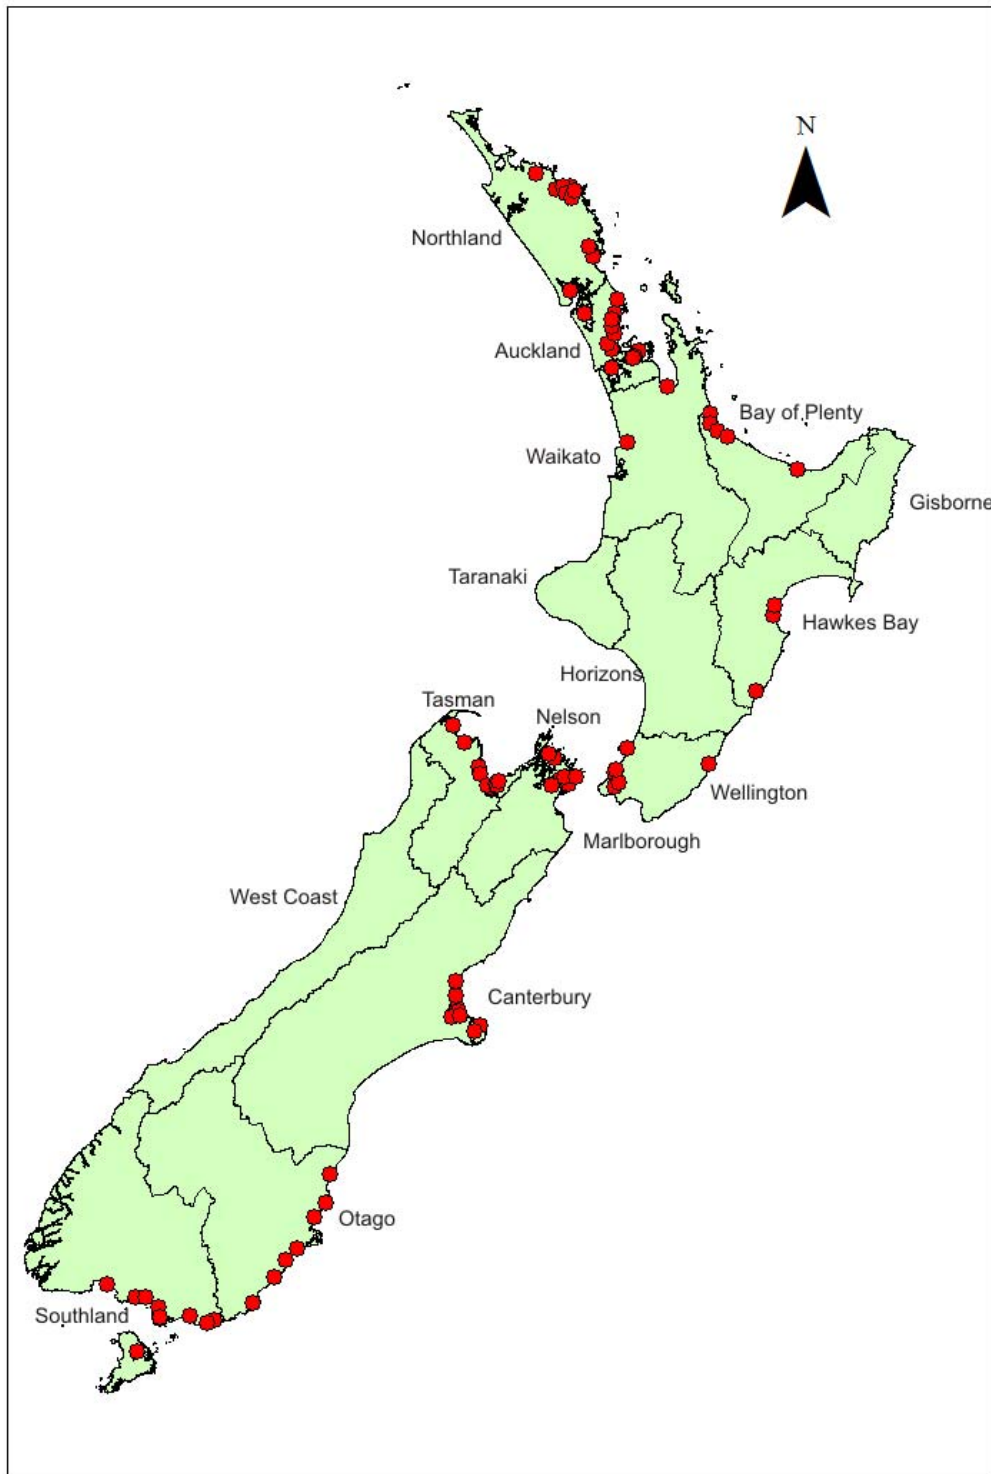 N
Northland
Auckland
Bay of Plenty
Waikato
Gisborne
Taranaki
Hawkes Bay
Horizons
Tasman
Nelson
Wellington
Marlborough
West Coast
Canterbury
Otago
Southland